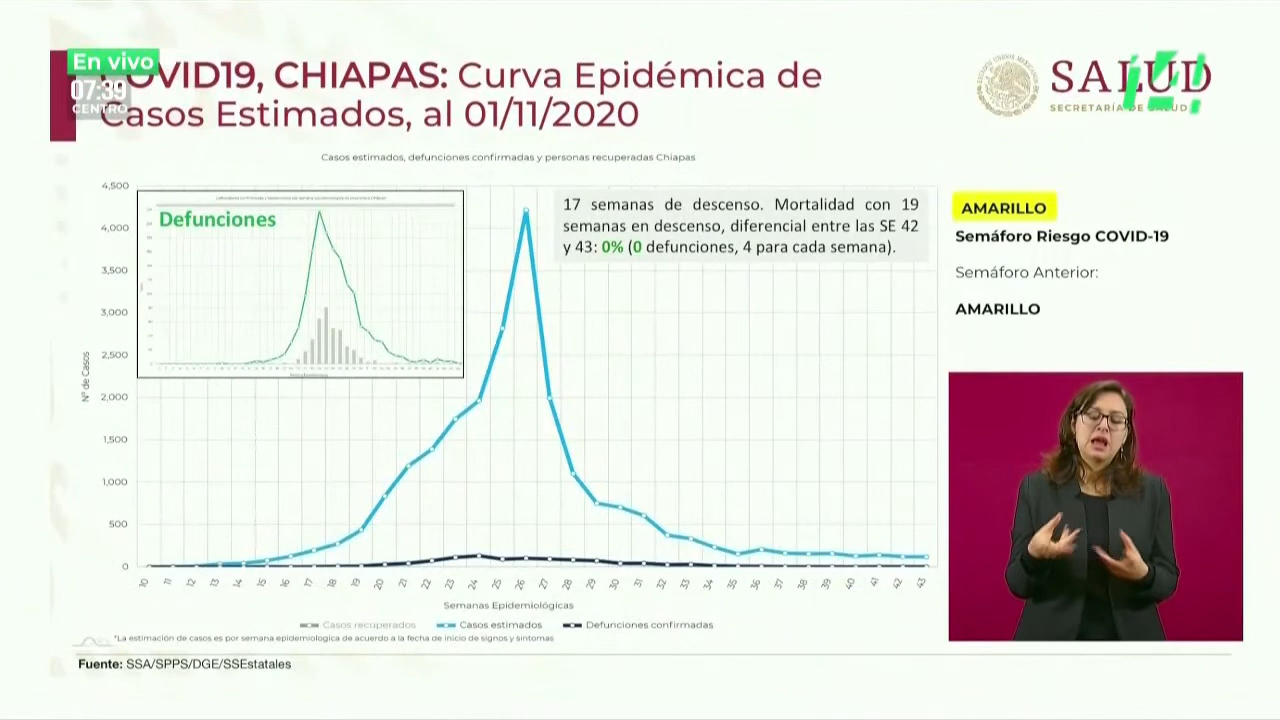 En vivo
07:39
CENTRO
COVID19, CHIAPAS: Curva Epidémica de
Casos Estimados, al 01/11/2020
SALUD
SECRETARÍA DE SALUD
Casos estimados, defunciones confirmadas y personas recuperadas Chiapas
4,500
4,000
3,500
3,000
2,500
2,000
1,500
1,000
500
0
Nº de Casos
Defunciones
17 semanas de descenso. Mortalidad con 19
semanas en descenso, diferencial entre las SE 42
y 43: 0% (0 defunciones, 4 para cada semana).
AMARILLO
Semáforo Riesgo COVID-19
Semáforo Anterior:
AMARILLO
10 11 12 13 14 15 16 17 18 19 20 21 22 23 24 25 26 27 28 29 30 31 32 33 34 35 36 37 38 39 40 41 42 43
Semanas Epidemiológicas
Casos recuperados Casos estimados Defunciones confirmadas
*La estimación de casos es por semana epidemiologica de acuerdo a la fecha de inicio de signos y sintomas
Fuente: SSA/SPPS/DGE/SSEstatales